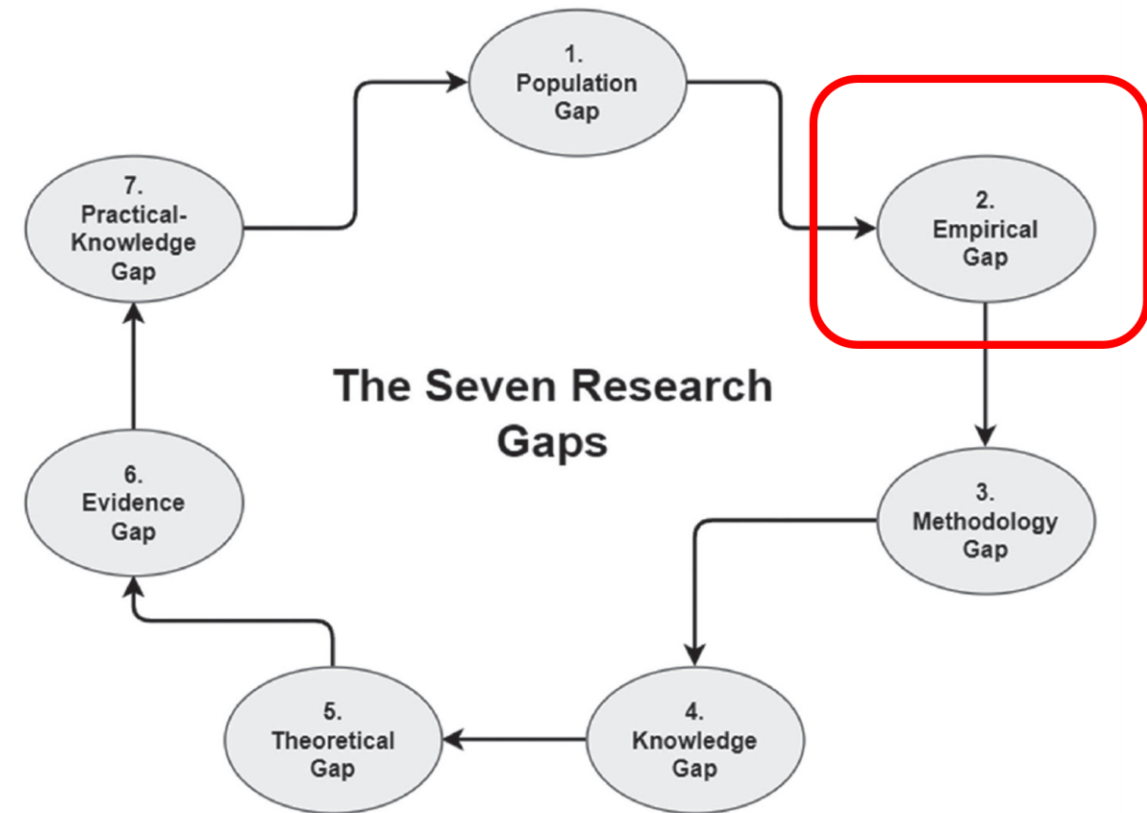 1.
Population
Gap
2.
Empirical
Gap
3.
Methodology
Gap
4.
Knowledge
Gap
5.
Theoretical
Gap
6.
Evidence
Gap
7.
Practical-
Knowledge
Gap
The Seven Research
Gaps